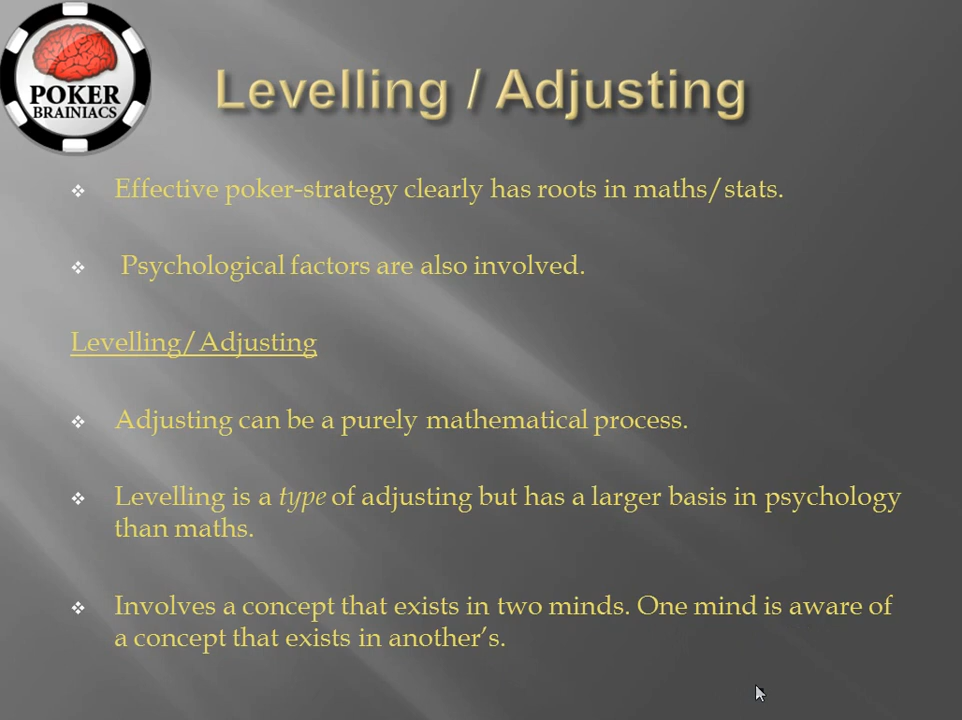 POKER
BRAINIACS
Levelling / Adjusting
Effective poker-strategy clearly has roots in maths/stats.
Psychological factors are also involved.
Levelling/Adjusting
Adjusting can be a purely mathematical process.
Levelling is a type of adjusting but has a larger basis in psychology
than maths.
Involves a concept that exists in two minds. One mind is aware of
a concept that exists in another’s.